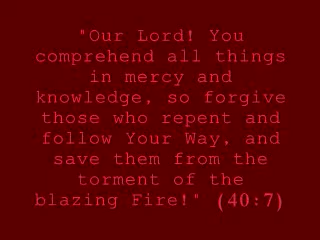 "Our Lord! You
comprehend all things
in mercy and
knowledge, so forgive
those who repent and
follow Your Way, and
save them from the
torment of the
blazing Fire!" (40:7)